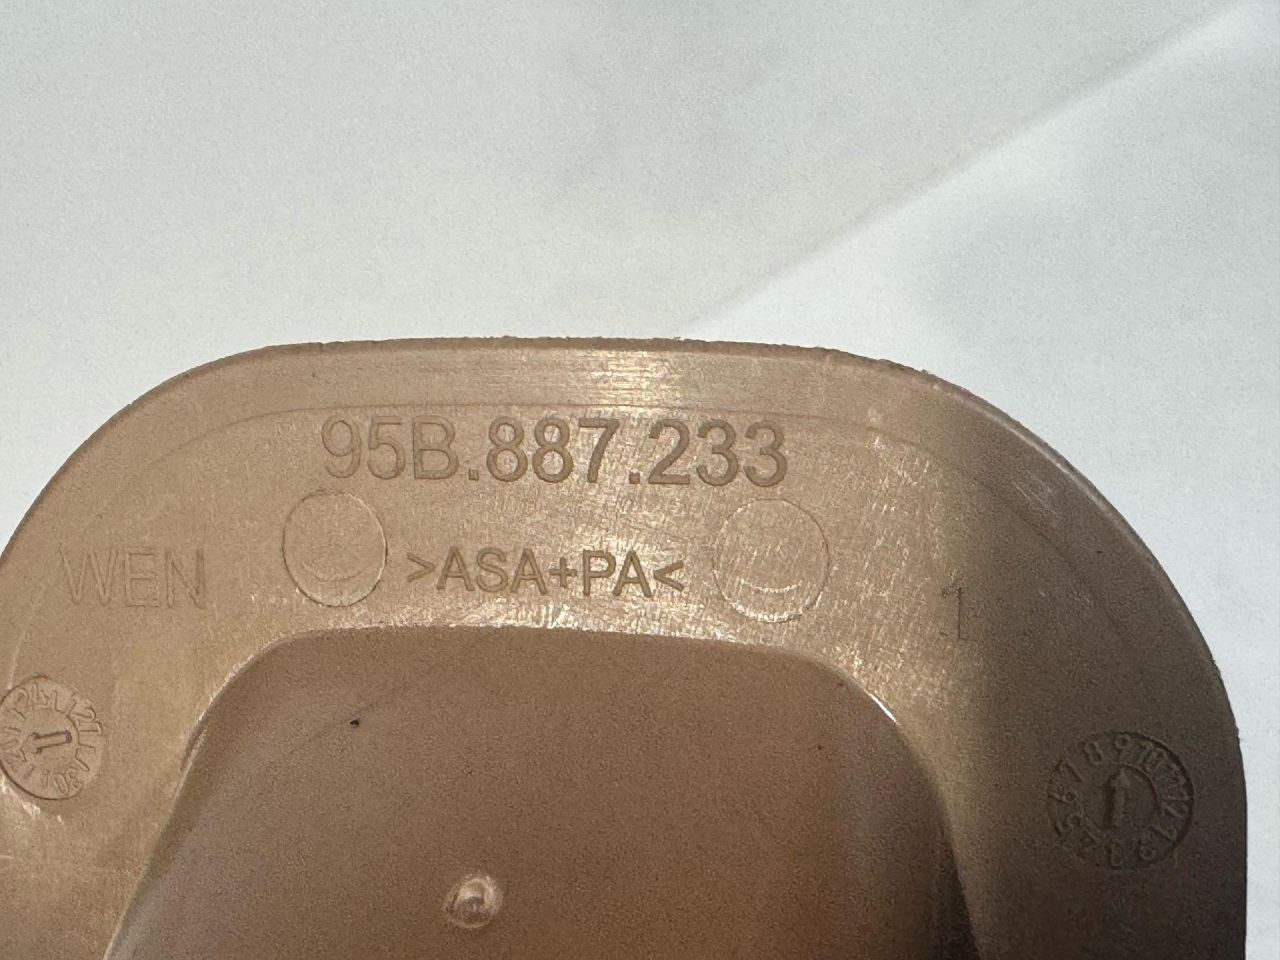 95B.887.233
WEN
>ASA+PA<
1